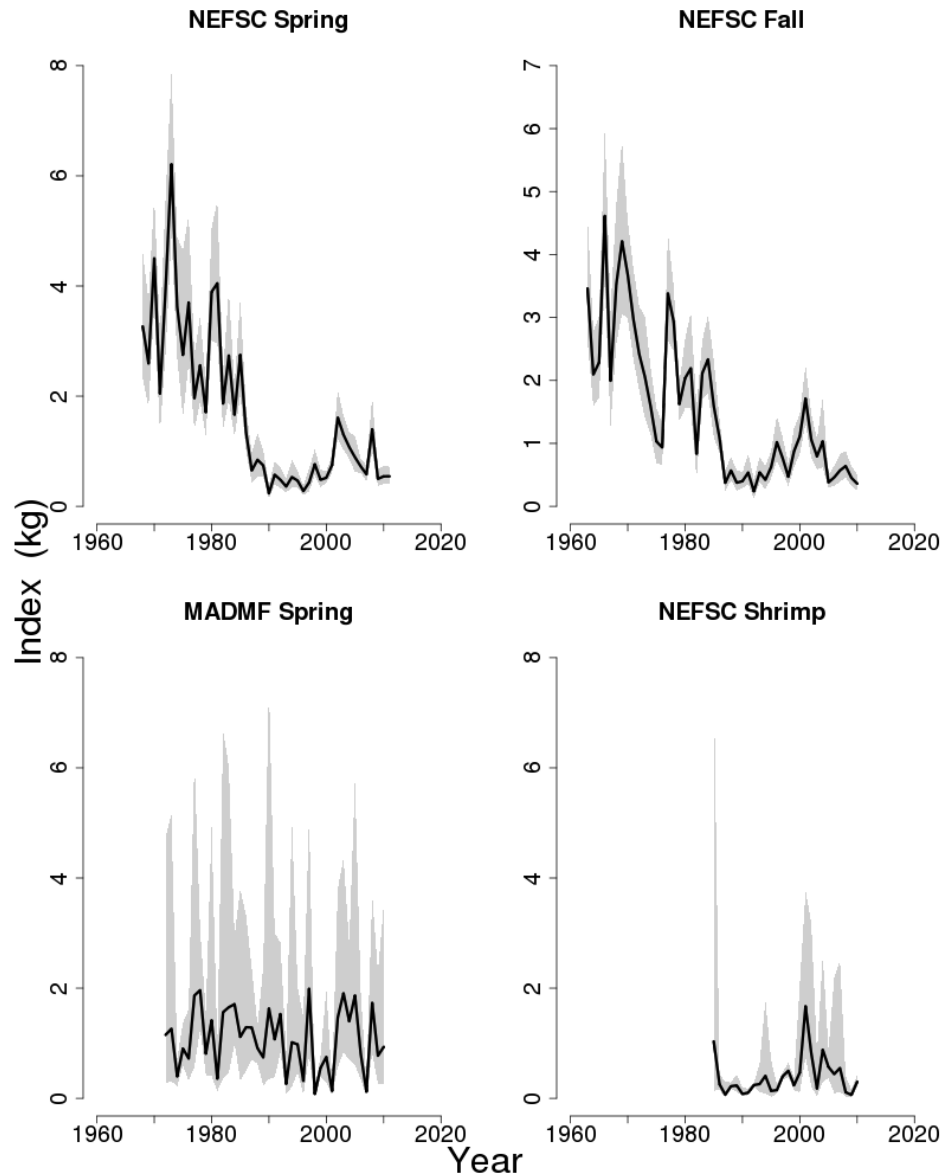 NEFSC Spring
0 2 4 6 8
1960 1980 2000 2020
NEFSC Fall
0 1 2 3 4 5 6 7
1960 1980 2000 2020
Index (kg)
MADMF Spring
0 2 4 6 8
1960 1980 2000 2020
NEFSC Shrimp
0 2 4 6 8
1960 1980 2000 2020
Year